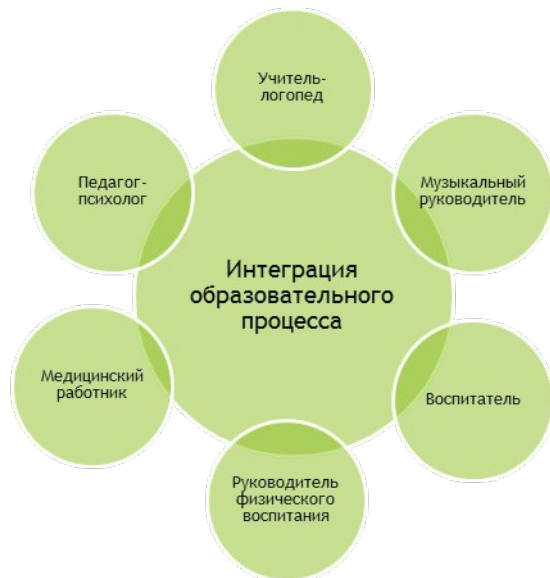 Учитель-
логопед
Педагог-
психолог
Музыкальный
руководитель
Интеграция
образовательного
процесса
Медицинский
работник
Воспитатель
Руководитель
физического
воспитания